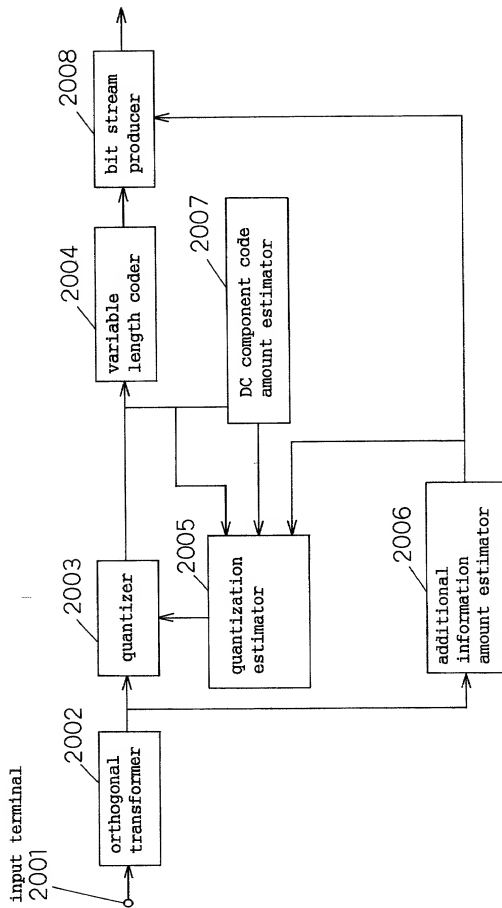 input terminal
2001
2002
orthogonal
transformer
2003
quantizer
2004
variable
length coder
2008
bit stream
producer
2005
quantization
estimator
2007
DC component code
amount estimator
2006
additional
information
amount estimator